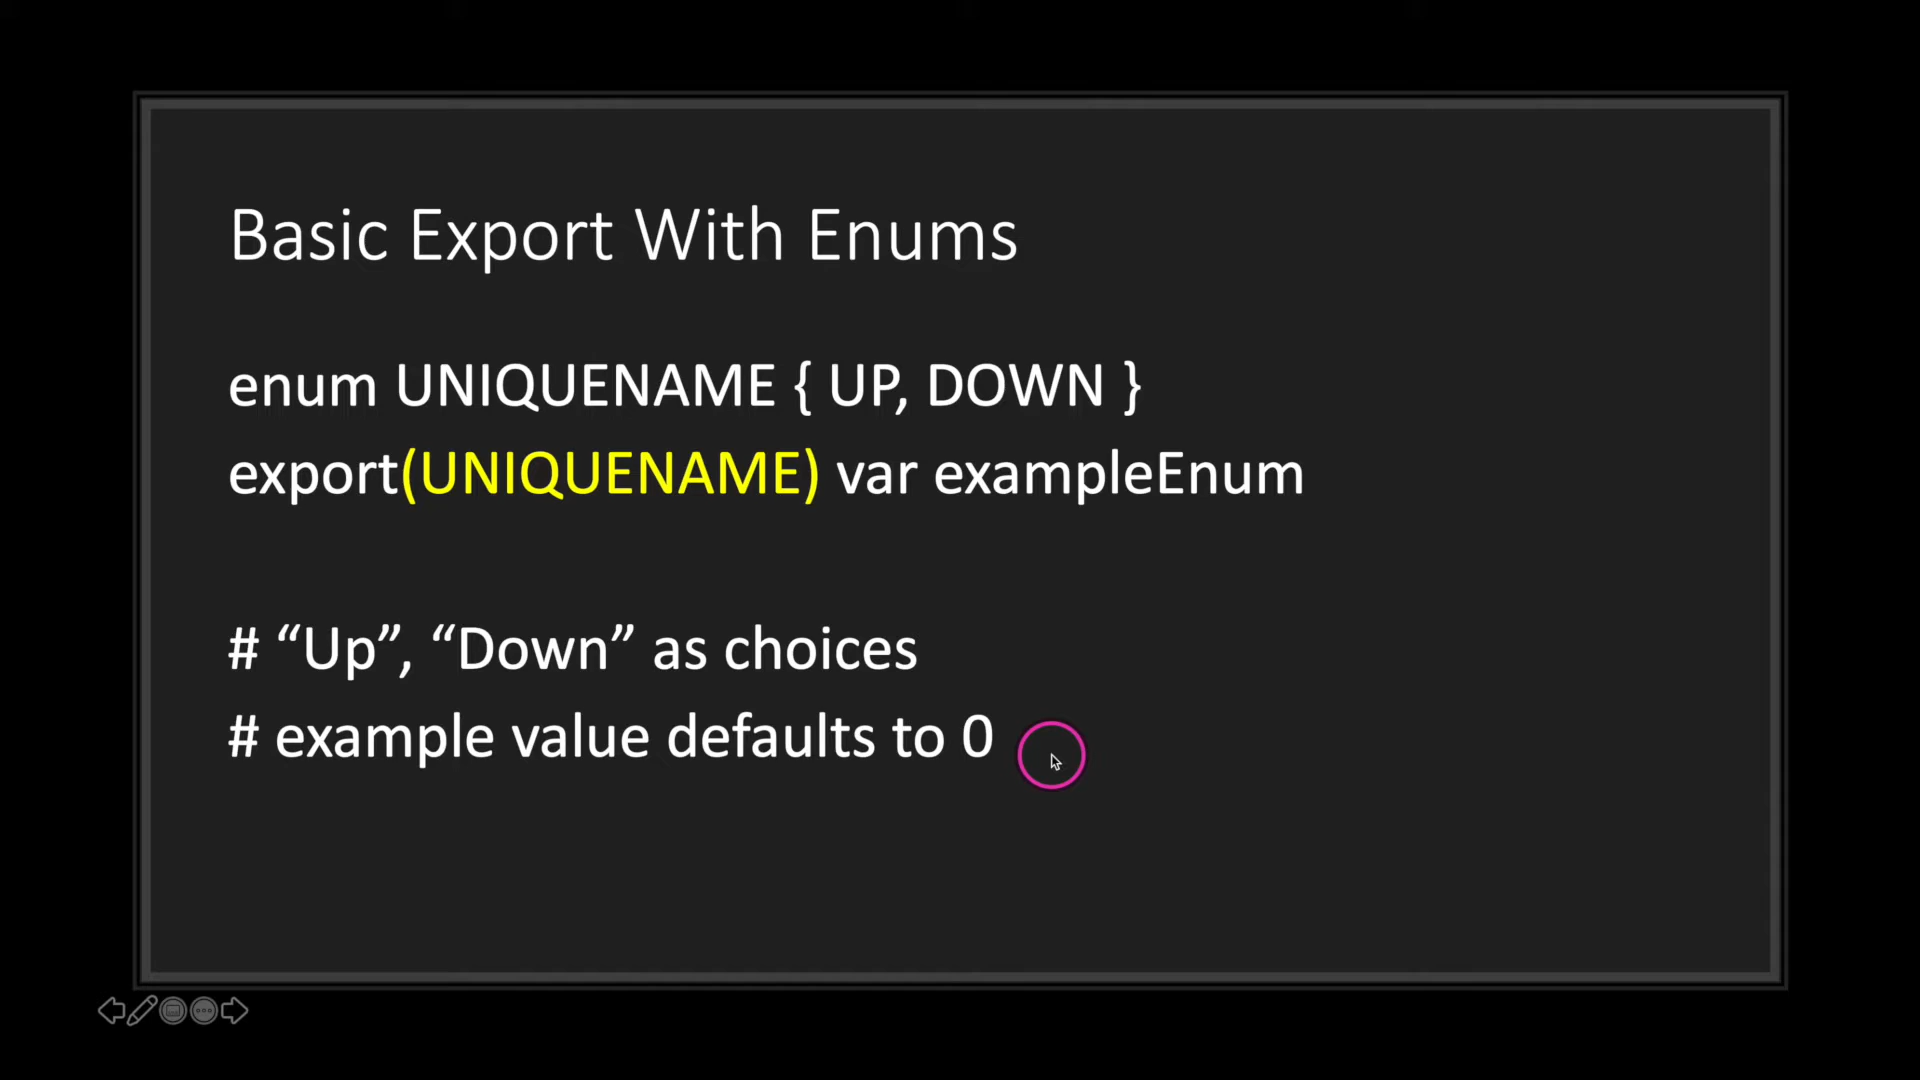 Basic Export With Enums
enum UNIQUENAME { UP, DOWN }
export(UNIQUENAME) var exampleEnum
# “Up”, “Down” as choices
# example value defaults to 0